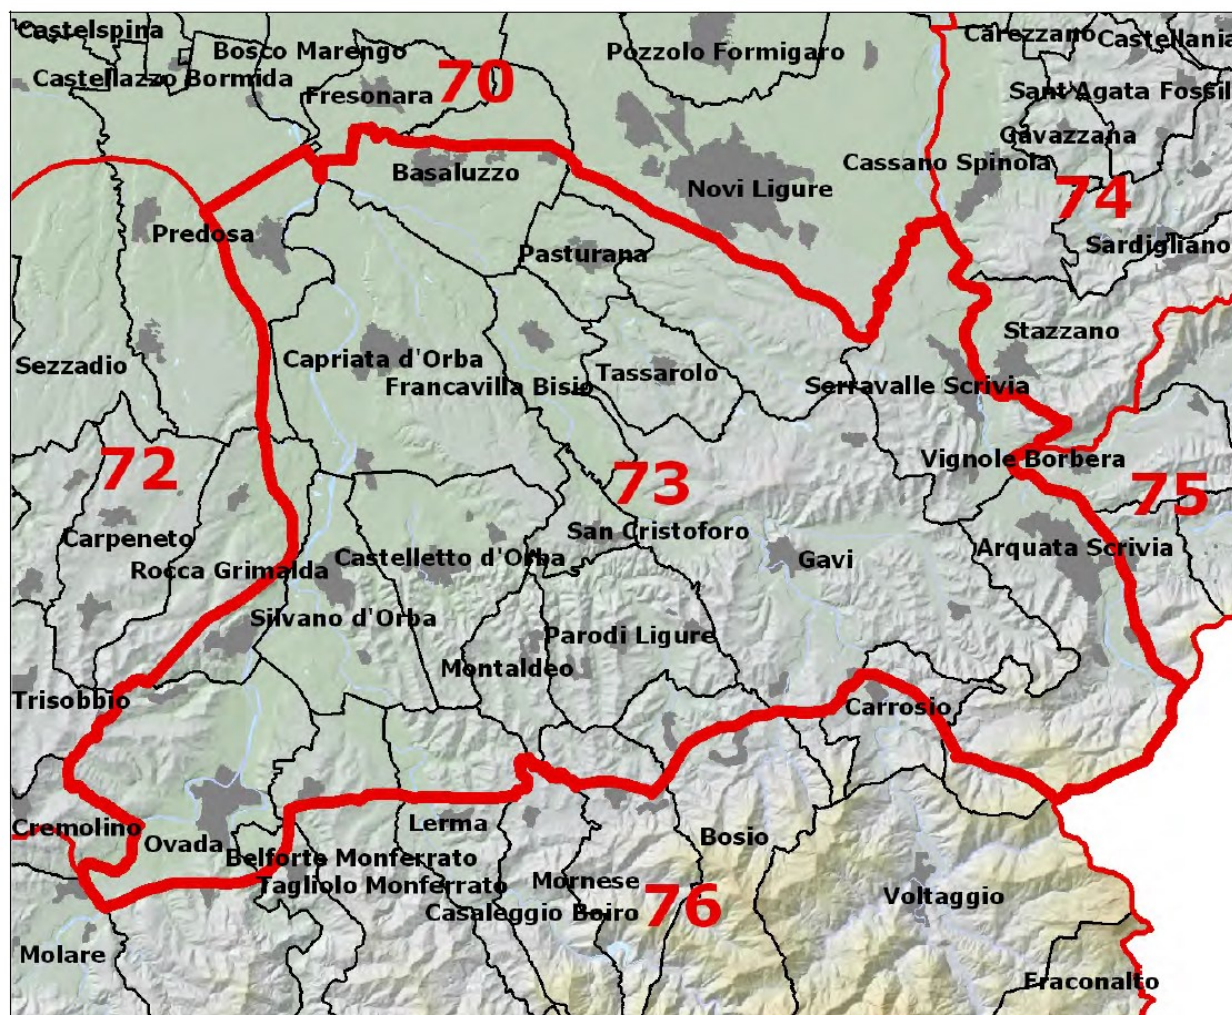 Castelspina
Bosco Marengo
Carezzano
Castellania
Pozzolo Formigaro
Castellazzo Bormida
70
Fresonara
Sant'Agata Fossil
Gavazzana
Cassano Spinola
Basaluzzo
Novi Ligure
74
Predosa
Pasturana
Sardigliano
Stazzano
Capriata d'Orba
Sezzadio
Francavilla Bisio
Tassarolo
Serravalle Scrivia
72
73
Vignole Borbera
75
Carpeneto
San Cristoforo
Castelletto d'Orba
Gavi
Arquata Scrivia
Rocca Grimalda
Silvano d'Orba
Parodi Ligure
Montaldeo
Trisobbio
Carrosio
Cremolino
Lerma
Ovada
Bosio
Belforte Monferrato
Tagliolo Monferrato
Mornese
Voltaggio
Casaleggio Boiro
76
Molare
Fraconalto